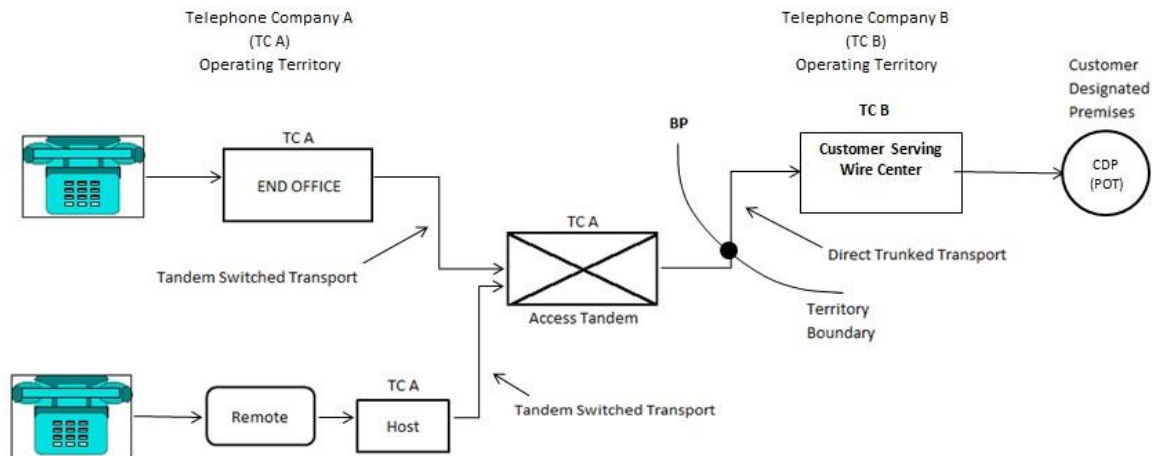 Telephone Company A
(TC A)
Operating Territory
Telephone Company B
(TC B)
Operating Territory
Customer
Designated
Premises
TC A
END OFFICE
BP
TC B
Customer Serving
Wire Center
CDP
(POT)
Tandem Switched Transport
TC A
Access Tandem
Direct Trunked Transport
Territory
Boundary
Remote
TC A
Host
Tandem Switched Transport